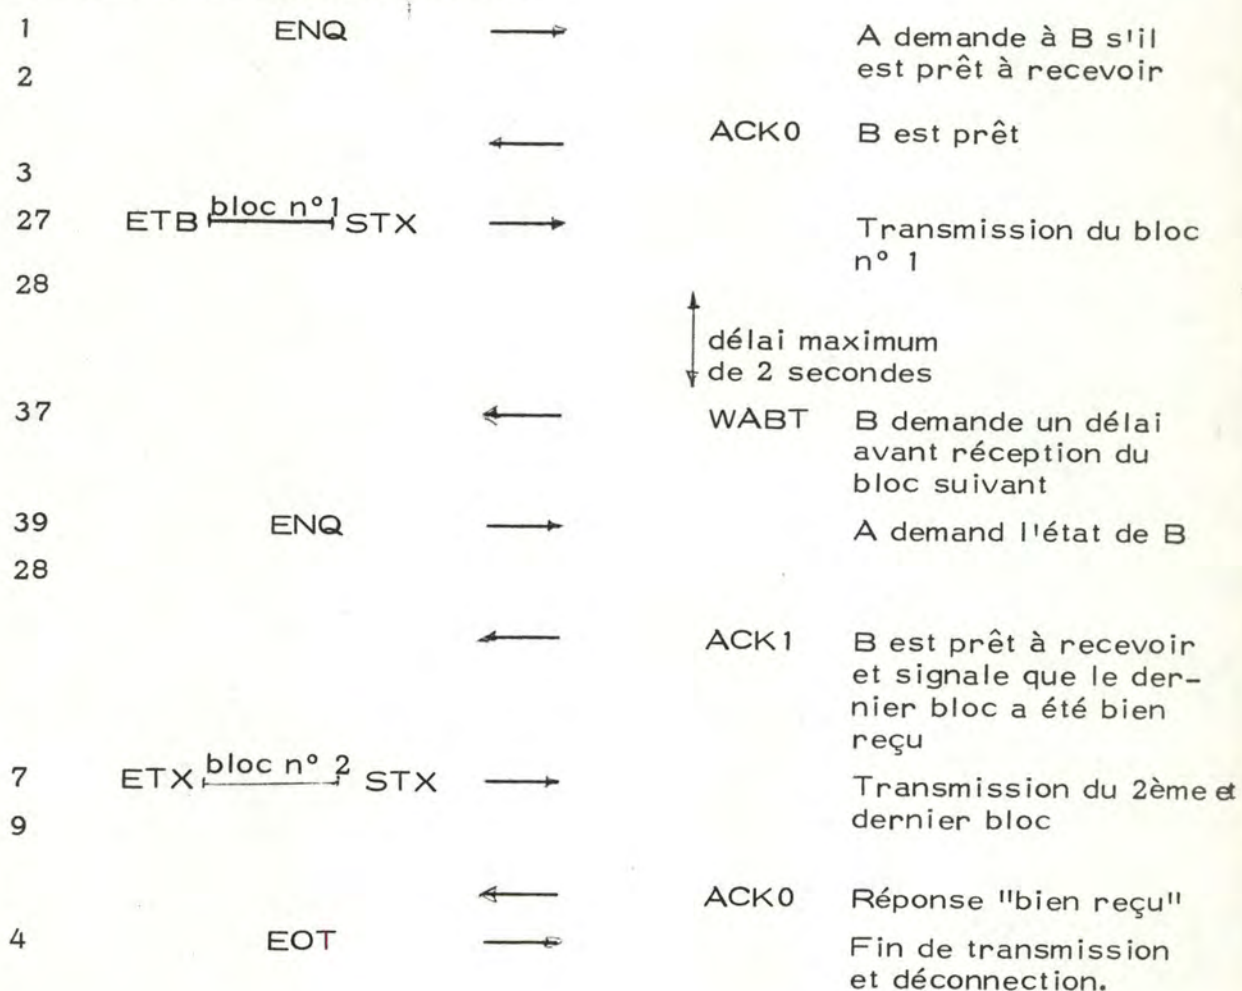 1 ENQ A demande à B s'il
2 est prêt à recevoir
ACK0 B est prêt
3
27 ETB bloc n°1 STX Transmission du bloc
n° 1
28
délai maximum
de 2 secondes
37 WABT B demande un délai
avant réception du
bloc suivant
39 ENQ A demand l'état de B
28
ACK1 B est prêt à recevoir
et signale que le der-
nier bloc a été bien
reçu
7 ETX bloc n° 2 STX Transmission du 2ème et
9 dernier bloc
ACK0 Réponse "bien reçu"
4 EOT Fin de transmission
et déconnection.